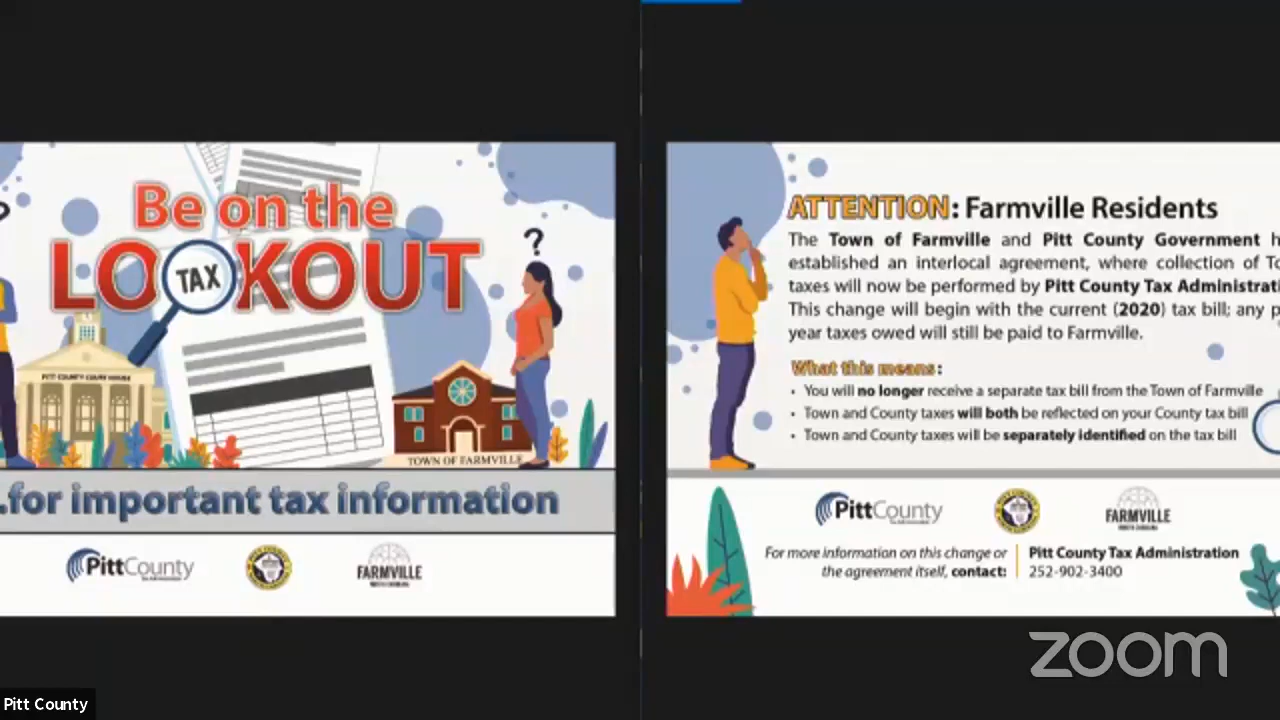 Be on the
LOOKOUT
TAX
?
PITT COUNTY COURT HOUSE
TOWN OF FARMVILLE
.for important tax information
PittCounty
FARMVILLE
NORTH CAROLINA
ATTENTION: Farmville Residents
The Town of Farmville and Pitt County Government h
established an interlocal agreement, where collection of To
taxes will now be performed by Pitt County Tax Administrati
This change will begin with the current (2020) tax bill; any p
year taxes owed will still be paid to Farmville.
What this means:
• You will no longer receive a separate tax bill from the Town of Farmville
• Town and County taxes will both be reflected on your County tax bill
• Town and County taxes will be separately identified on the tax bill
PittCounty
FARMVILLE
NORTH CAROLINA
For more information on this change or
the agreement itself, contact:
Pitt County Tax Administration
252-902-3400
zoom
Pitt County